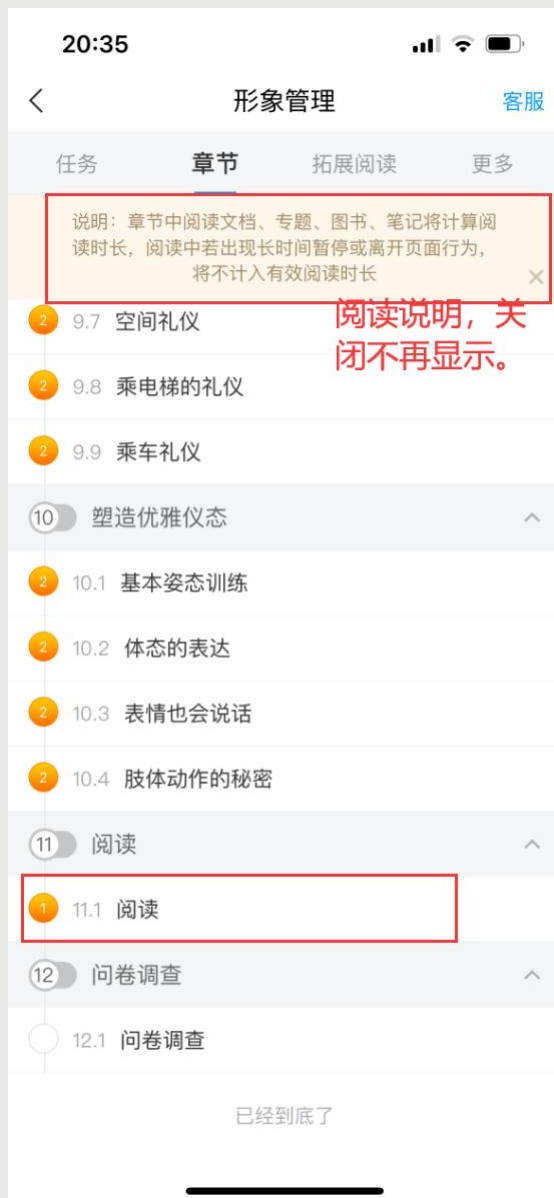 20:35
形象管理
客服
任务 章节 拓展阅读 更多
说明：章节中阅读文档、专题、图书、笔记将计算阅
读时长，阅读中若出现长时间暂停或离开页面行为，
将不计入有效阅读时长
阅读说明，关
闭不再显示。
2 9.7 空间礼仪
2 9.8 乘电梯的礼仪
2 9.9 乘车礼仪
10 塑造优雅仪态
2 10.1 基本姿态训练
2 10.2 体态的表达
2 10.3 表情也会说话
2 10.4 肢体动作的秘密
11 阅读
1 11.1 阅读
12 问卷调查
12.1 问卷调查
已经到底了